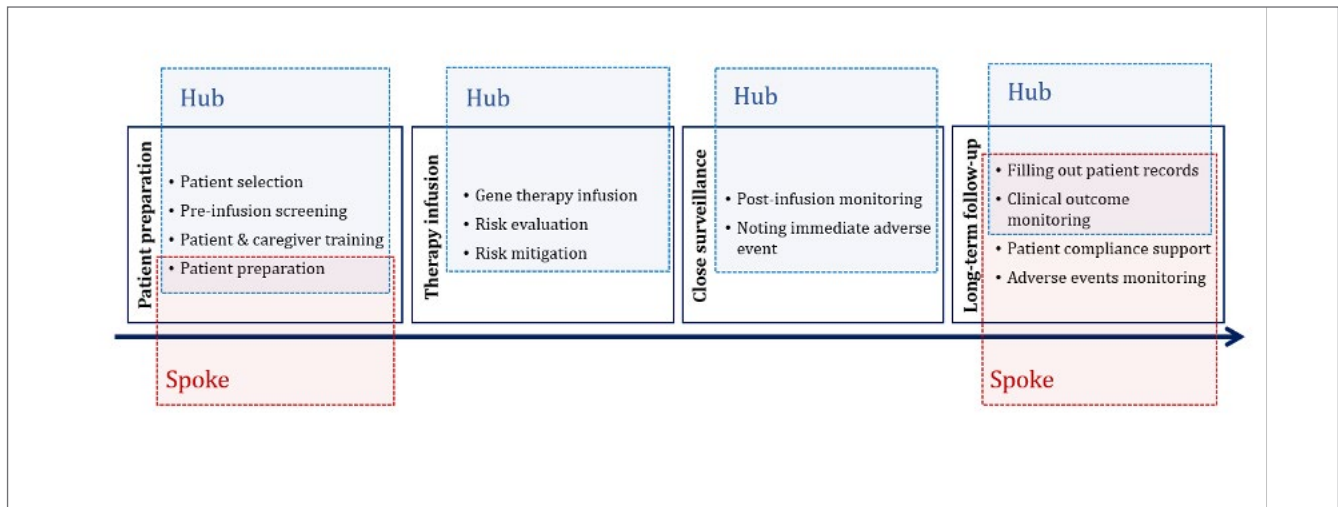 Hub
Patient preparation
• Patient selection
• Pre-infusion screening
• Patient & caregiver training
• Patient preparation
Spoke
Hub
Therapy infusion
• Gene therapy infusion
• Risk evaluation
• Risk mitigation
Hub
Close surveillance
• Post-infusion monitoring
• Noting immediate adverse
event
Hub
Long-term follow-up
• Filling out patient records
• Clinical outcome
monitoring
• Patient compliance support
• Adverse events monitoring
Spoke